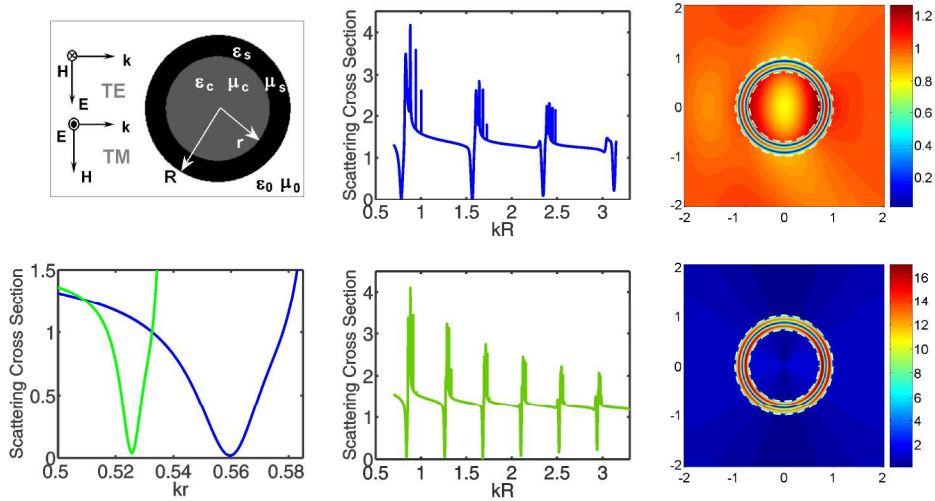 H k
E TE
E k
TM
H
εs
εc μc μs
r
R
ε0 μ0
Scattering Cross Section
4
3
2
1
0
0.5 1 1.5 2 2.5 3
kR
2
1
0
-1
-2
-2 -1 0 1 2
1.2
1
0.8
0.6
0.4
0.2
Scattering Cross Section
1.5
1
0.5
0
0.5 0.52 0.54 0.56 0.58
kr
Scattering Cross Section
4
3
2
1
0
0.5 1 1.5 2 2.5 3
kR
2
1
0
-1
-2
-2 -1 0 1 2
16
14
12
10
8
6
4
2